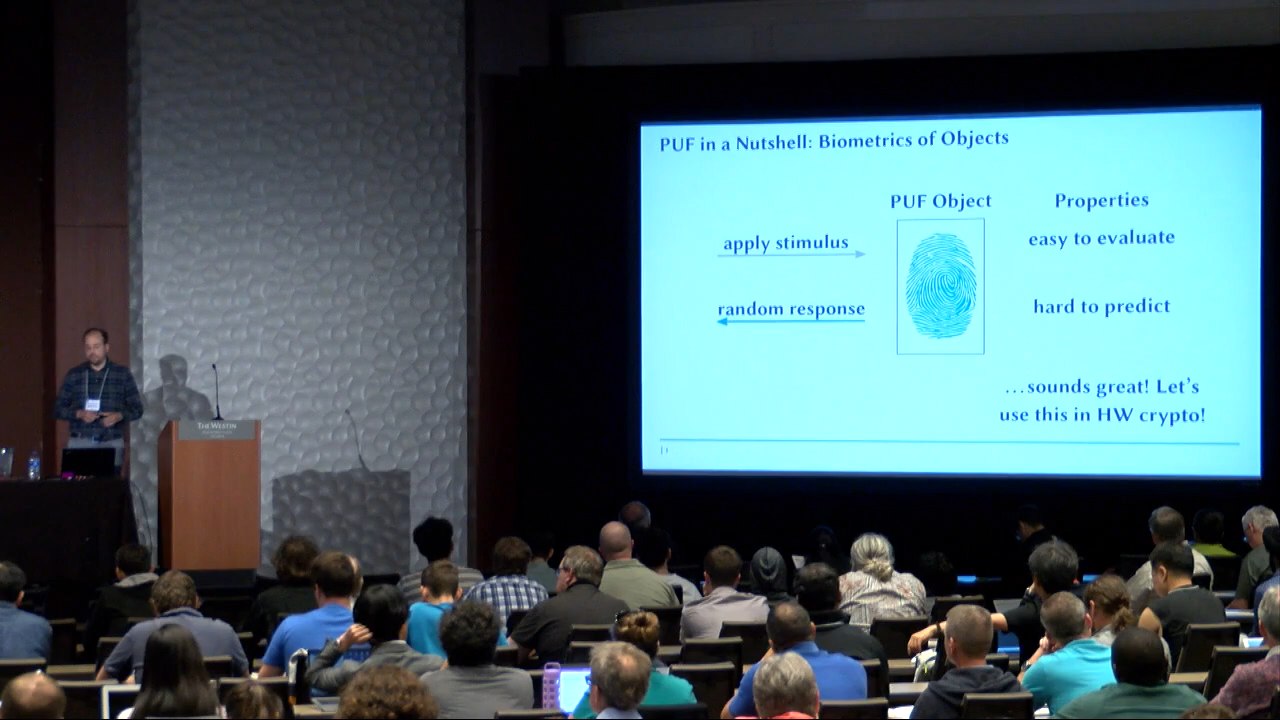 PUF in a Nutshell: Biometrics of Objects
PUF Object
Properties
apply stimulus
easy to evaluate
random response
hard to predict
...sounds great! Let's
use this in HW crypto!
THE WESTIN